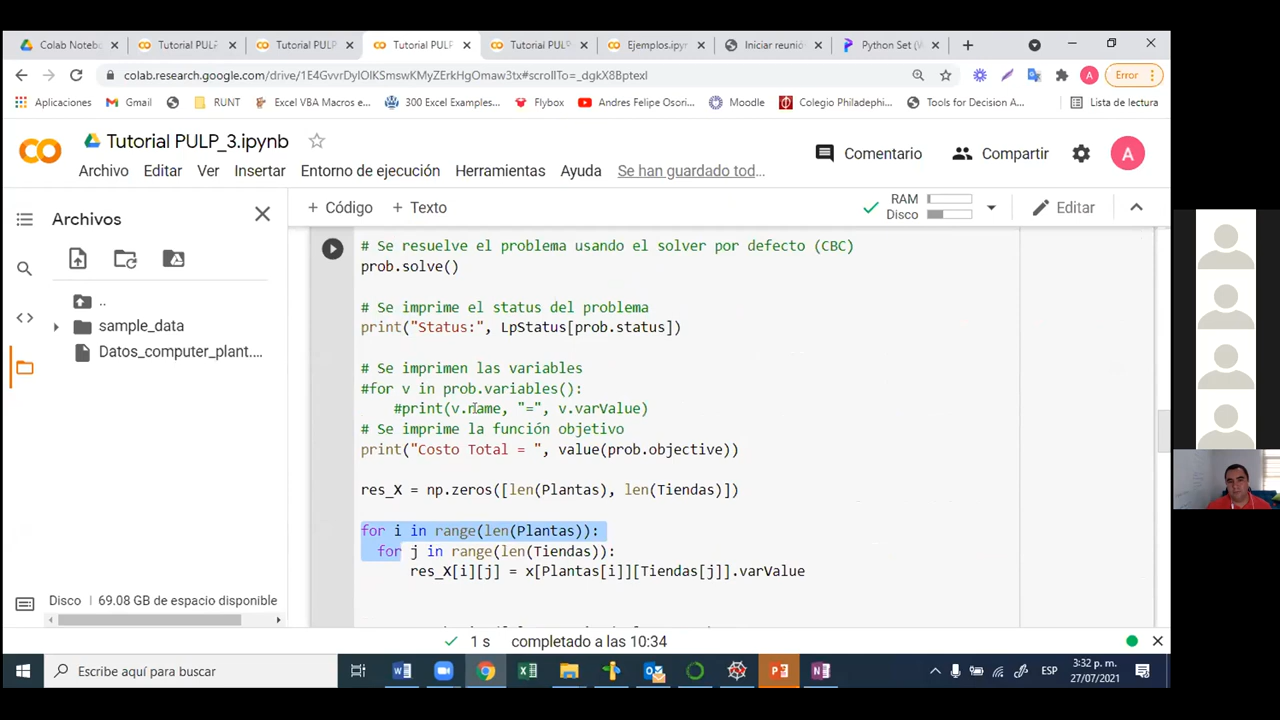 Colab Noteb
Tutorial PULP
Tutorial PULP
Tutorial PULP
Tutorial PULP
Ejemplos.ipyn
Iniciar reunió
Python Set (W
colab.research.google.com/drive/1E4GvvrDylOlKSmswKMyZErkHgOmaw3tx#scrollTo=_dgkX8Bptexl
Error
Aplicaciones
Gmail
RUNT
Excel VBA Macros e...
300 Excel Examples...
Flybox
Andres Felipe Osori...
Moodle
Colegio Philadelphi...
Tools for Decision A...
Lista de lectura
Tutorial PULP_3.ipynb
Comentario
Compartir
A
Archivo
Editar
Ver
Insertar
Entorno de ejecución
Herramientas
Ayuda
Se han guardado tod...
Archivos
+ Código
+ Texto
RAM
Disco
Editar
..
sample_data
Datos_computer_plant....
# Se resuelve el problema usando el solver por defecto (CBC)
prob.solve()
# Se imprime el status del problema
print("Status:", LpStatus[prob.status])
# Se imprimen las variables
#for v in prob.variables():
#print(v.name, "=", v.varValue)
# Se imprime la función objetivo
print("Costo Total = ", value(prob.objective))
res_X = np.zeros([len(Plantas), len(Tiendas)])
for i in range(len(Plantas)):
for j in range(len(Tiendas)):
res_X[i][j] = x[Plantas[i]][Tiendas[j]].varValue
Disco
69.08 GB de espacio disponible
1 s
completado a las 10:34
Escribe aquí para buscar
ESP
3:32 p. m.
27/07/2021